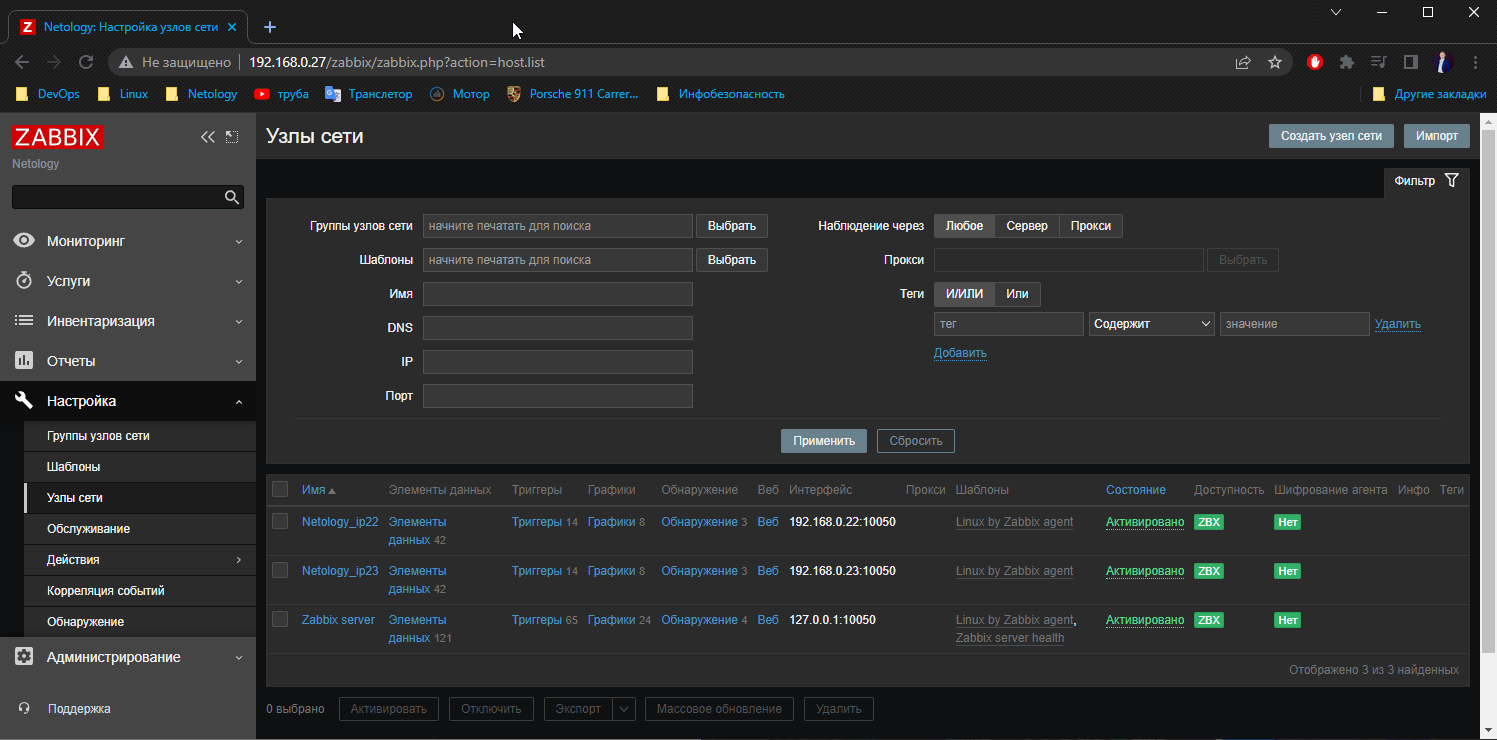 Netology: Настройка узлов сети
Не защищено 192.168.0.27/zabbix/zabbix.php?action=host.list
DevOps Linux Netology труба Транслетор Мотор Porsche 911 Carrer... Инфобезопасность Другие закладки
ZABBIX
Netology
Узлы сети Создать узел сети Импорт
Фильтр
Мониторинг
Услуги
Инвентаризация
Отчеты
Настройка
Группы узлов сети
Шаблоны
Узлы сети
Обслуживание
Действия
Корреляция событий
Обнаружение
Администрирование
Поддержка
Группы узлов сети начните печатать для поиска Выбрать
Шаблоны начните печатать для поиска Выбрать
Имя
DNS
IP
Порт
Наблюдение через Любое Сервер Прокси
Прокси Выбрать
Теги И/ИЛИ Или
тег Содержит значение Удалить
Добавить
Применить Сбросить
Имя Элементы данных Триггеры Графики Обнаружение Веб Интерфейс Прокси Шаблоны Состояние Доступность Шифрование агента Инфо Теги
Netology_ip22 Элементы Триггеры 14 Графики 8 Обнаружение 3 Веб 192.168.0.22:10050 Linux by Zabbix agent Активировано ZBX Нет
данных 42
Netology_ip23 Элементы Триггеры 14 Графики 8 Обнаружение 3 Веб 192.168.0.23:10050 Linux by Zabbix agent Активировано ZBX Нет
данных 42
Zabbix server Элементы Триггеры 65 Графики 24 Обнаружение 4 Веб 127.0.0.1:10050 Linux by Zabbix agent, Активировано ZBX Нет
данных 121 Zabbix server health
Отображено 3 из 3 найденных
0 выбрано Активировать Отключить Экспорт Массовое обновление Удалить